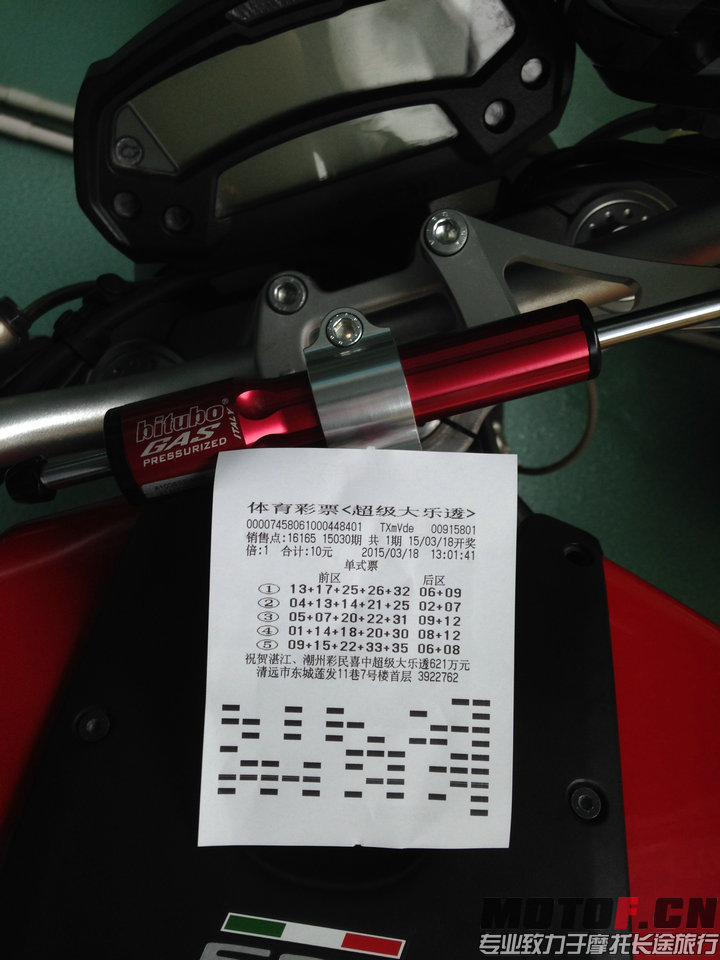 bitubo®
GAS
PRESSURIZED
ITALY
体育彩票<超级大乐透>
00007458061000448401 TXmVde 00915801
销售点:16165 15030期 共 1期 15/03/18开奖
倍:1 合计:10元 2015/03/18 13:01:41
单式票
前区 后区
① 13+17+25+26+32 06+09
② 04+13+14+21+25 02+07
③ 05+07+20+22+31 09+12
④ 01+14+18+20+30 08+12
⑤ 09+15+22+33+35 06+08
祝贺湛江、潮州彩民喜中超级大乐透621万元
清远市东城莲发11巷7号楼首层 3922762
MOTOF.CN
专业致力于摩托长途旅行